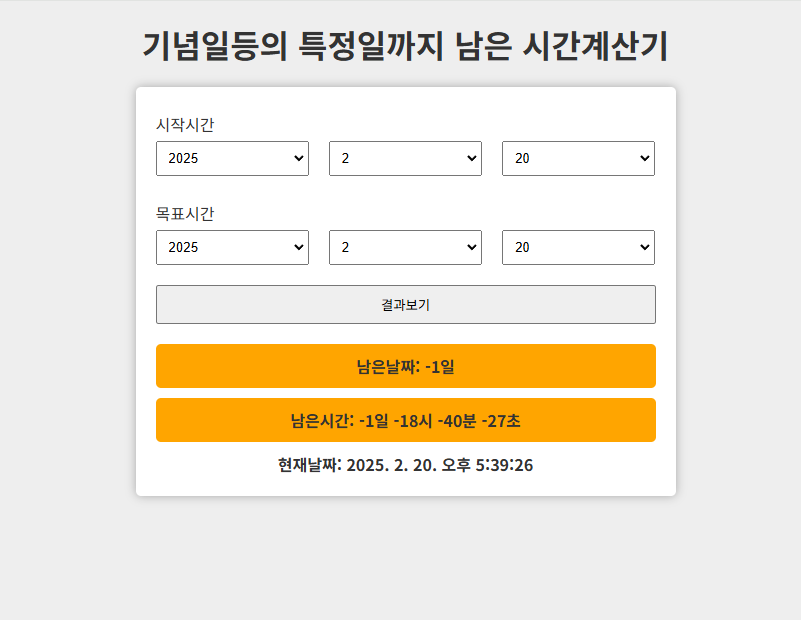 기념일등의 특정일까지 남은 시간계산기
시작시간
2025 2 20
목표시간
2025 2 20
결과보기
남은날짜: -1일
남은시간: -1일 -18시 -40분 -27초
현재날짜: 2025. 2. 20. 오후 5:39:26